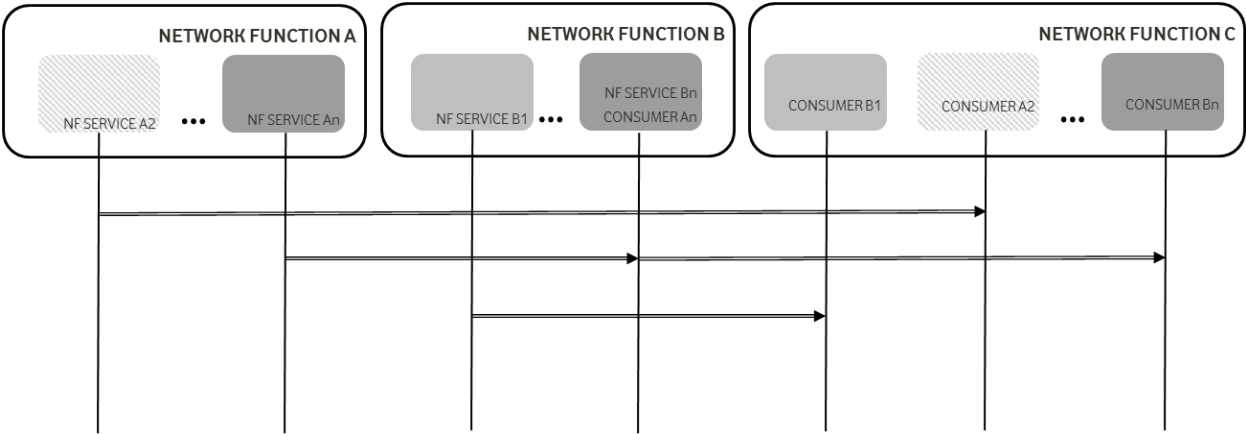 NETWORK FUNCTION A
NF SERVICE A2
...
NF SERVICE An
NETWORK FUNCTION B
NF SERVICE B1
...
NF SERVICE Bn
CONSUMER An
NETWORK FUNCTION C
CONSUMER B1
CONSUMER A2
...
CONSUMER Bn